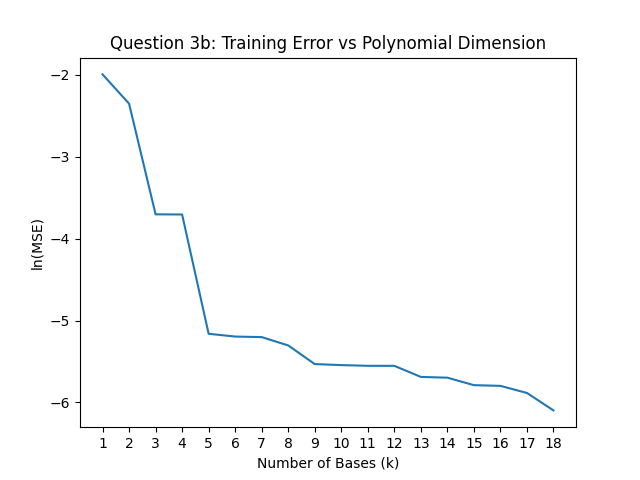 Question 3b: Training Error vs Polynomial Dimension
ln(MSE)
−2
−3
−4
−5
−6
1 2 3 4 5 6 7 8 9 10 11 12 13 14 15 16 17 18
Number of Bases (k)